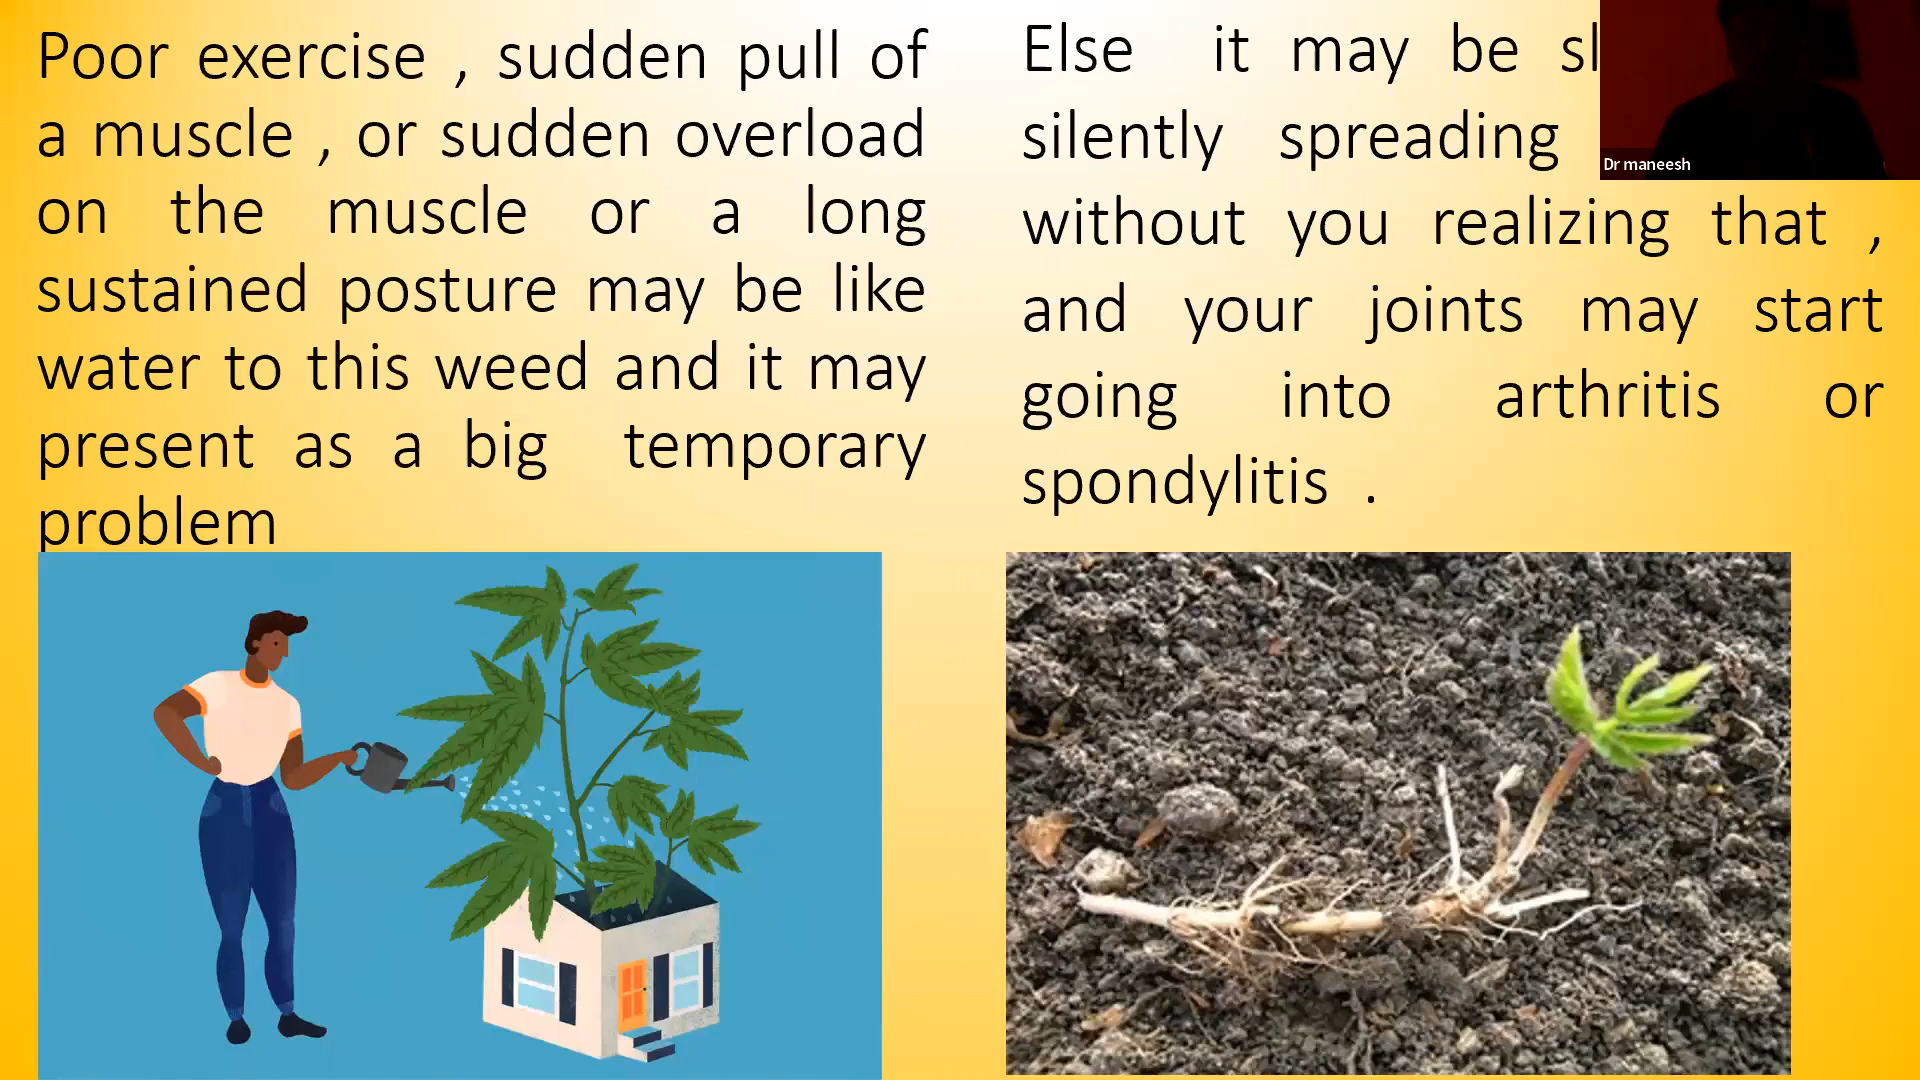 Poor exercise , sudden pull of
a muscle , or sudden overload
on the muscle or a long
sustained posture may be like
water to this weed and it may
present as a big temporary
problem
Else it may be
silently spreading
without you realizing that ,
and your joints may start
going into arthritis or
spondylitis .
Dr maneesh